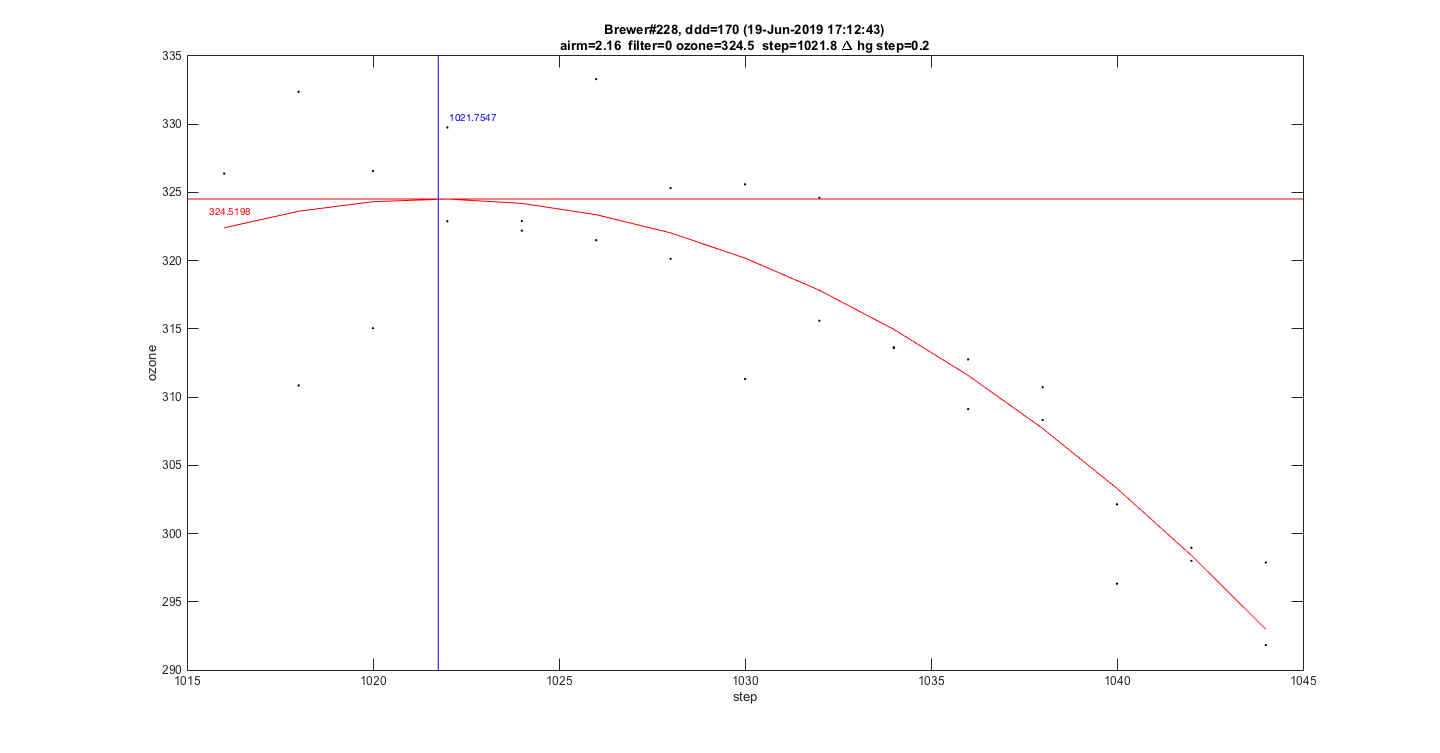 Brewer#228, ddd=170 (19-Jun-2019 17:12:43)
airm=2.16 filter=0 ozone=324.5 step=1021.8 Δ hg step=0.2
335
330
325
320
315
310
305
300
295
290
ozone
1021.7547
324.5198
1015 1020 1025 1030 1035 1040 1045
step